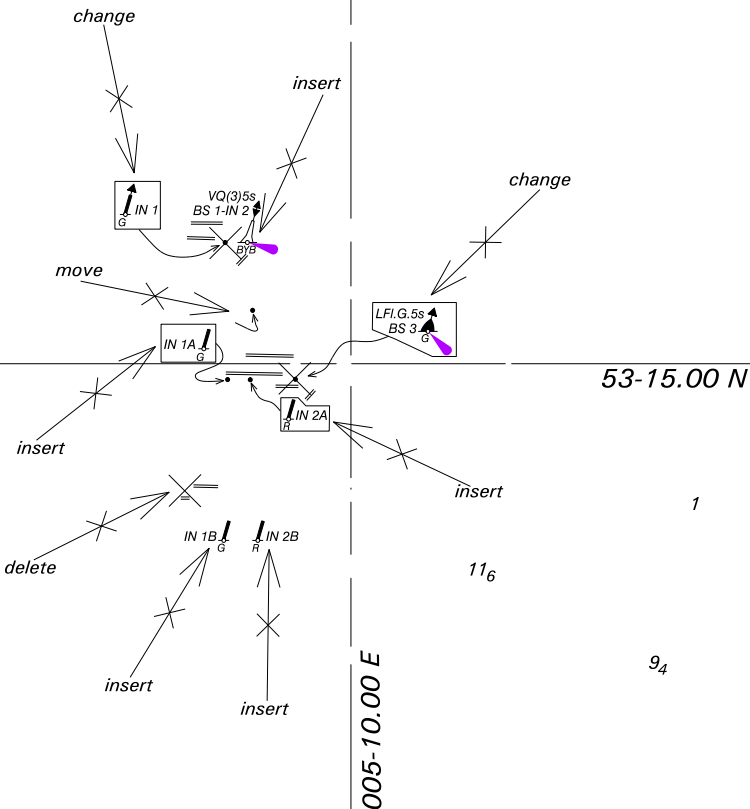 change
insert
change
VQ(3)5s
BS 1-IN 2
IN 1
G
BYB
move
LFl.G.5s
BS 3
G
IN 1A
G
53-15.00 N
IN 2A
R
insert
insert
1
delete
IN 1B
G
R
IN 2B
11₆
9₄
insert
insert
005-10.00 E